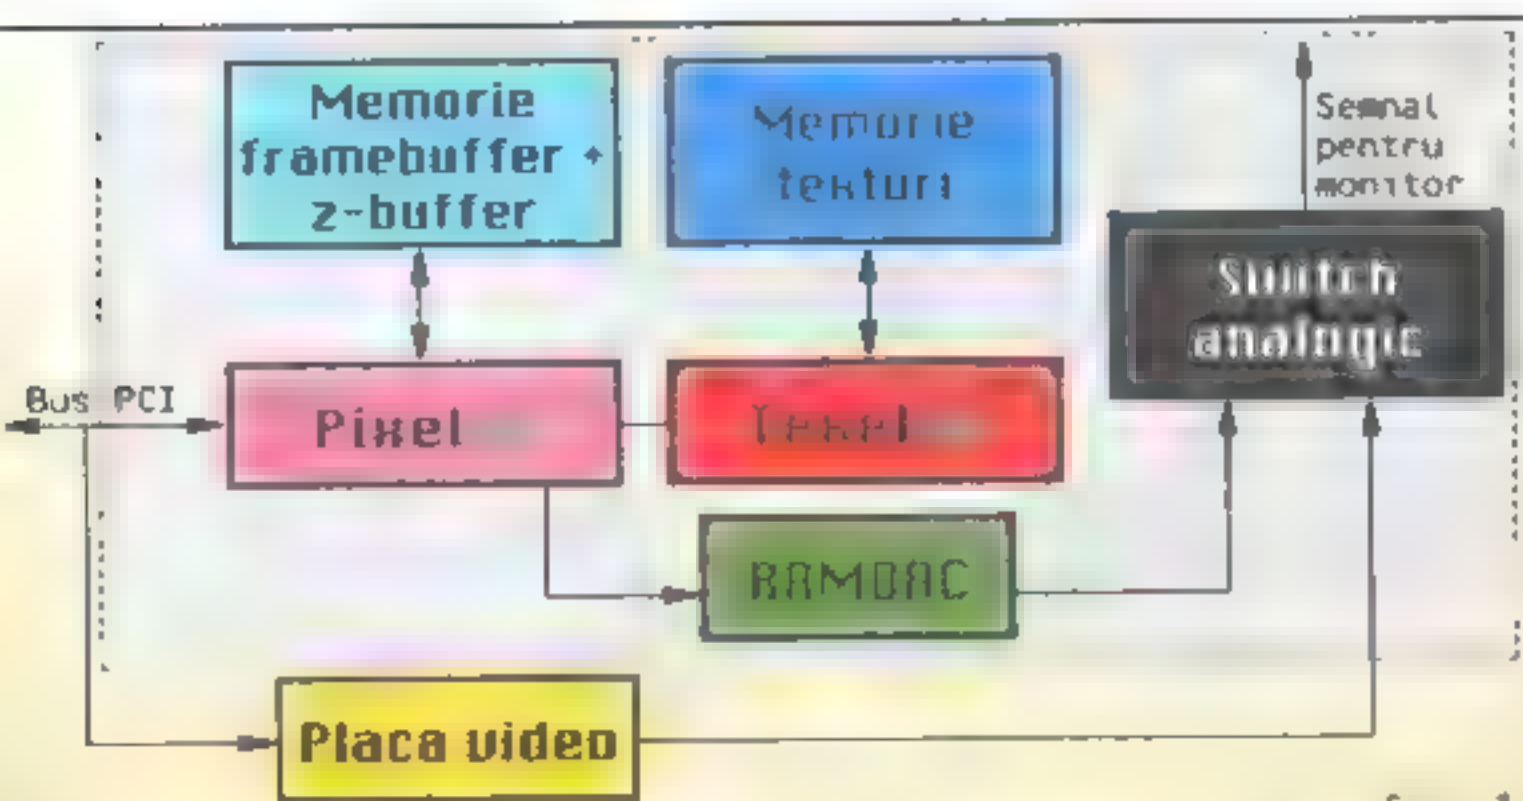 Memorie
framebuffer +
z-buffer
Memorie
texturi
Semnal
pentru
monitor
Switch
analogic
Bus PCI
Pixel
Texel
RAMDAC
Placa video